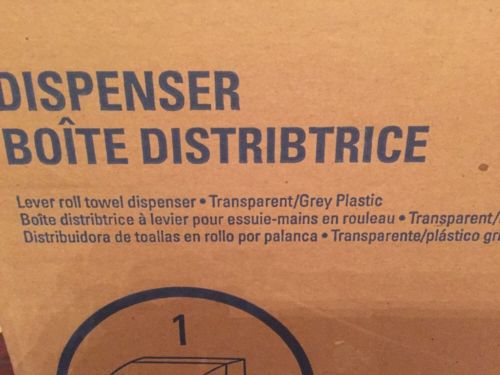 DISPENSER
BOÎTE DISTRIBTRICE
Lever roll towel dispenser • Transparent/Grey Plastic
Boîte distribtrice à levier pour essuie-mains en rouleau • Transparent/
Distribuidora de toallas en rollo por palanca • Transparente/plástico gri
1